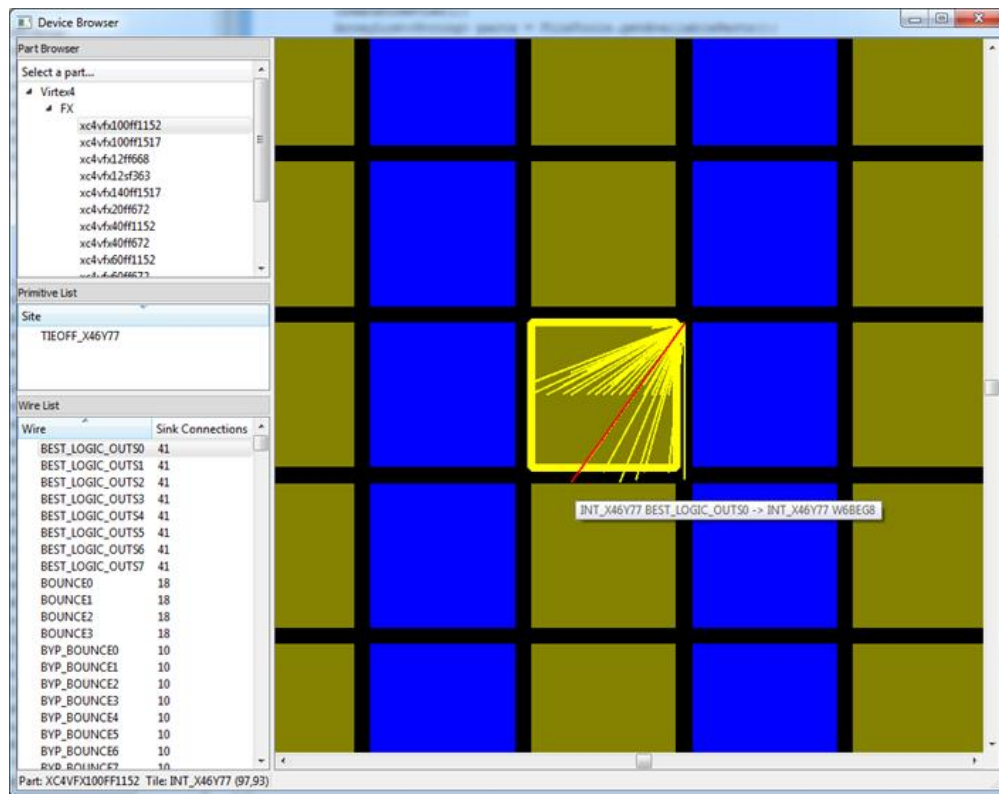 Device Browser
Part Browser
Select a part...
Virtex4
FX
xc4vfx100ff1152
xc4vfx100ff1517
xc4vfx12ff668
xc4vfx12sf363
xc4vfx140ff1517
xc4vfx20ff672
xc4vfx40ff1152
xc4vfx40ff672
xc4vfx60ff1152
xc4vfx60ff672
Primitive List
Site
TIEOFF_X46Y77
Wire List
Wire Sink Connections
BEST_LOGIC_OUTS0 41
BEST_LOGIC_OUTS1 41
BEST_LOGIC_OUTS2 41
BEST_LOGIC_OUTS3 41
BEST_LOGIC_OUTS4 41
BEST_LOGIC_OUTS5 41
BEST_LOGIC_OUTS6 41
BEST_LOGIC_OUTS7 41
BOUNCE0 18
BOUNCE1 18
BOUNCE2 18
BOUNCE3 18
BYP_BOUNCE0 10
BYP_BOUNCE1 10
BYP_BOUNCE2 10
BYP_BOUNCE3 10
BYP_BOUNCE4 10
BYP_BOUNCE5 10
BYP_BOUNCE6 10
BYP_BOUNCE7 10
INT_X46Y77 BEST_LOGIC_OUTS0 -> INT_X46Y77 W6BEG8
Part: XC4VFX100FF1152 Tile: INT_X46Y77 (97,93)